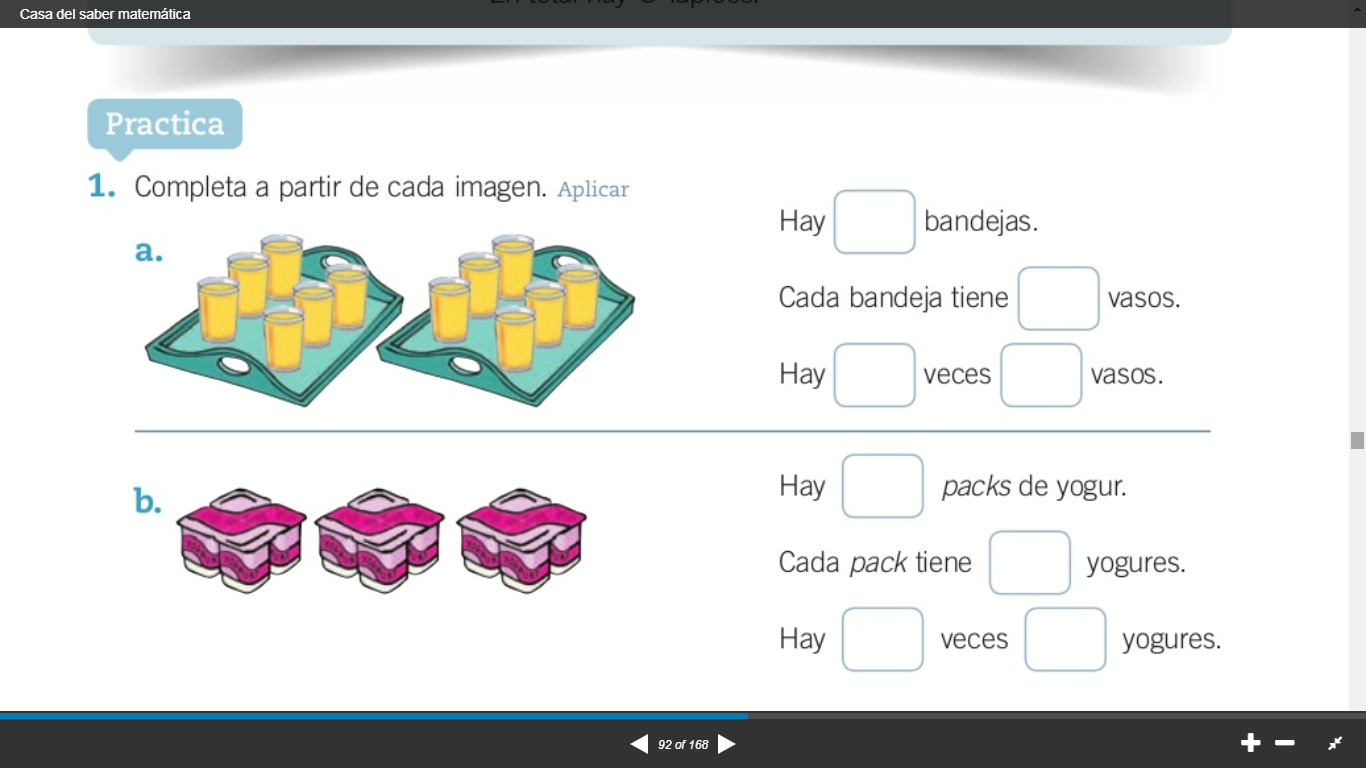 Casa del saber matemática
Practica
1. Completa a partir de cada imagen. Aplicar
a.
Hay bandejas.
Cada bandeja tiene vasos.
Hay veces vasos.
b.
Hay packs de yogur.
Cada pack tiene yogures.
Hay veces yogures.
92 of 168